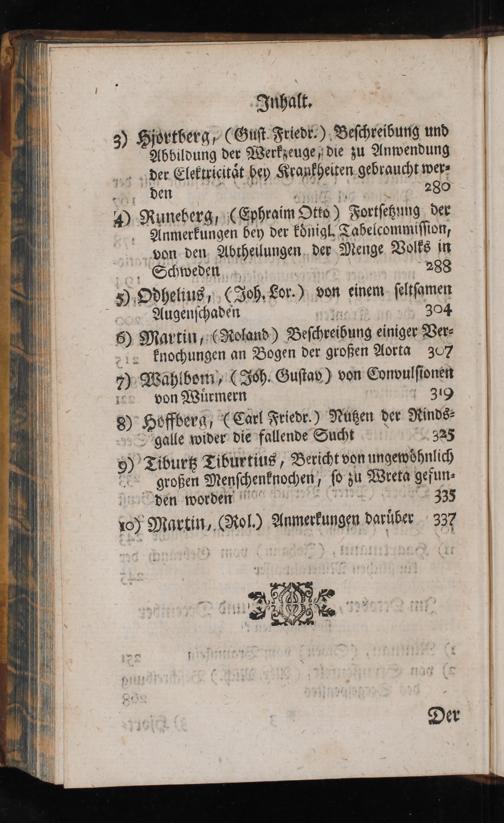 Inhalt.
3) Hjortberg, (Gust. Friedr.) Beschreibung und
Abbildung der Werkzeuge, die zu Anwendung
der Elektricität bey Krankheiten gebraucht wer-
den 280
4) Runeberg, (Ephraim Otto) Fortsetzung der
Anmerkungen bey der königl. Tabelcommission,
von den Abtheilungen der Menge Volks in
Schweden 288
5) Odhelius, (Joh. Lor.) von einem seltsamen
Augenschaden 304
6) Martin, (Roland) Beschreibung einiger Ver-
knochungen an Bogen der großen Aorta 307
7) Wåhlbom, (Joh. Gustav) von Convulsionen
von Würmern 319
8) Hoffberg, (Carl Friedr.) Nutzen der Rinds-
galle wider die fallende Sucht 325
9) Tiburtz Tiburtius, Bericht von ungewöhnlich
großen Menschenknochen, so zu Wreta gefun-
den worden 335
10) Martin, (Rol.) Anmerkungen darüber 337
Der